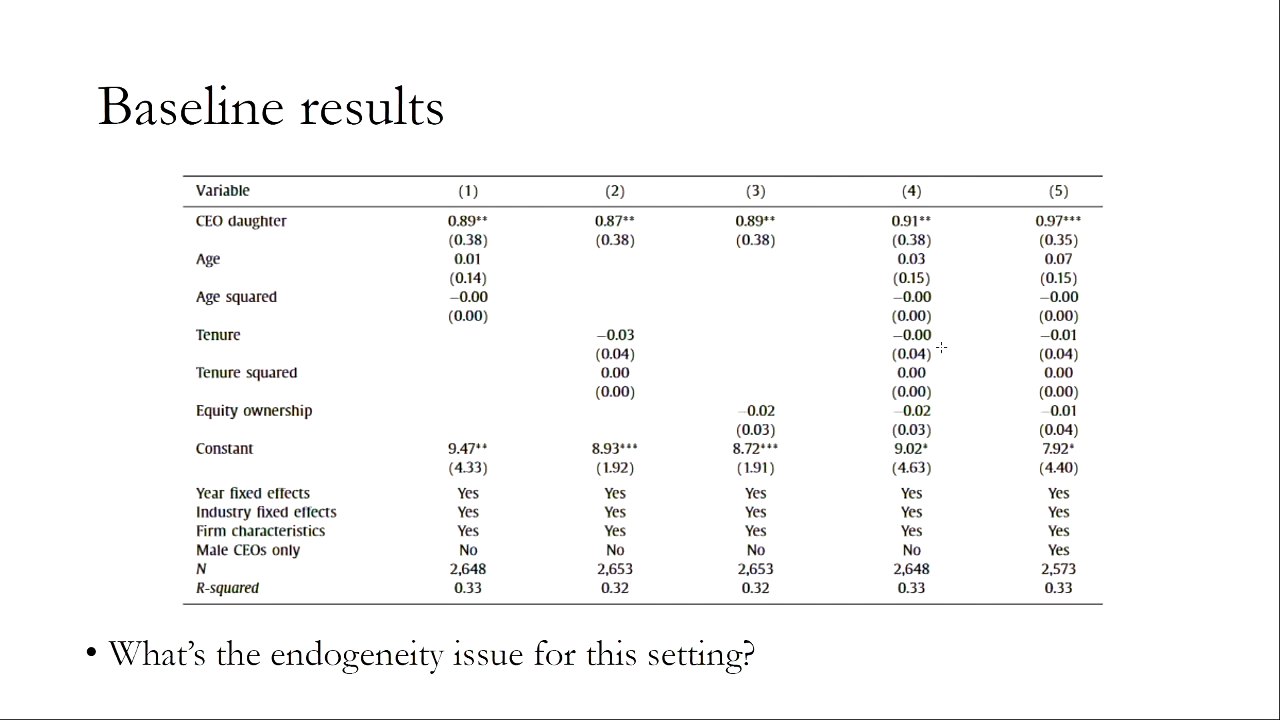 Baseline results
Variable (1) (2) (3) (4) (5)
CEO daughter 0.89** 0.87** 0.89** 0.91** 0.97***
(0.38) (0.38) (0.38) (0.38) (0.35)
Age 0.01 0.03 0.07
(0.14) (0.15) (0.15)
Age squared −0.00 −0.00 −0.00
(0.00) (0.00) (0.00)
Tenure −0.03 −0.00 −0.01
(0.04) (0.04) (0.04)
Tenure squared 0.00 0.00 0.00
(0.00) (0.00) (0.00)
Equity ownership −0.02 −0.02 −0.01
(0.03) (0.03) (0.04)
Constant 9.47** 8.93*** 8.72*** 9.02* 7.92*
(4.33) (1.92) (1.91) (4.63) (4.40)
Year fixed effects Yes Yes Yes Yes Yes
Industry fixed effects Yes Yes Yes Yes Yes
Firm characteristics Yes Yes Yes Yes Yes
Male CEOs only No No No No Yes
N 2,648 2,653 2,653 2,648 2,573
R-squared 0.33 0.32 0.32 0.33 0.33
• What's the endogeneity issue for this setting?